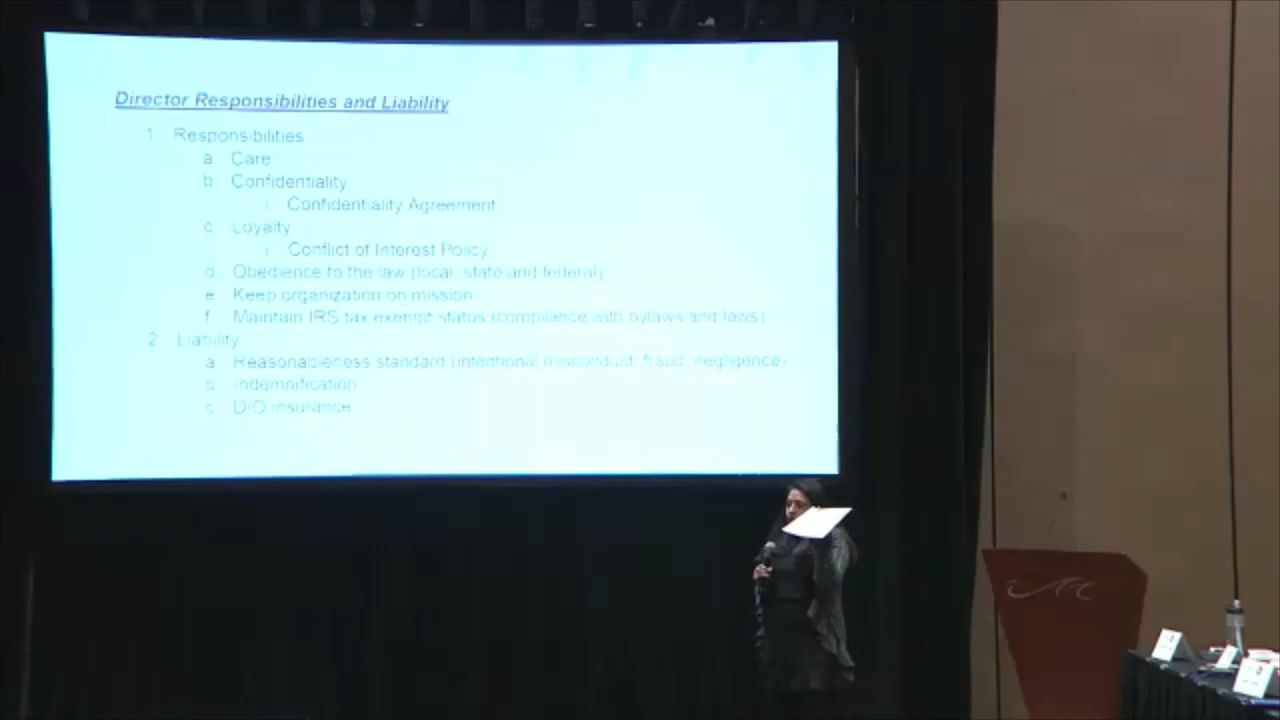 Director Responsibilities and Liability
1 Responsibilities
a Care
b Confidentiality
i Confidentiality Agreement
c Loyalty
i Conflict of Interest Policy
d Obedience to the law (local, state and federal)
e Keep organization on mission
f Maintain IRS tax exempt status (compliance with bylaws and laws)
2 Liability
a Reasonableness standard (intentional misconduct, fraud, negligence)
b Indemnification
c D/O insurance